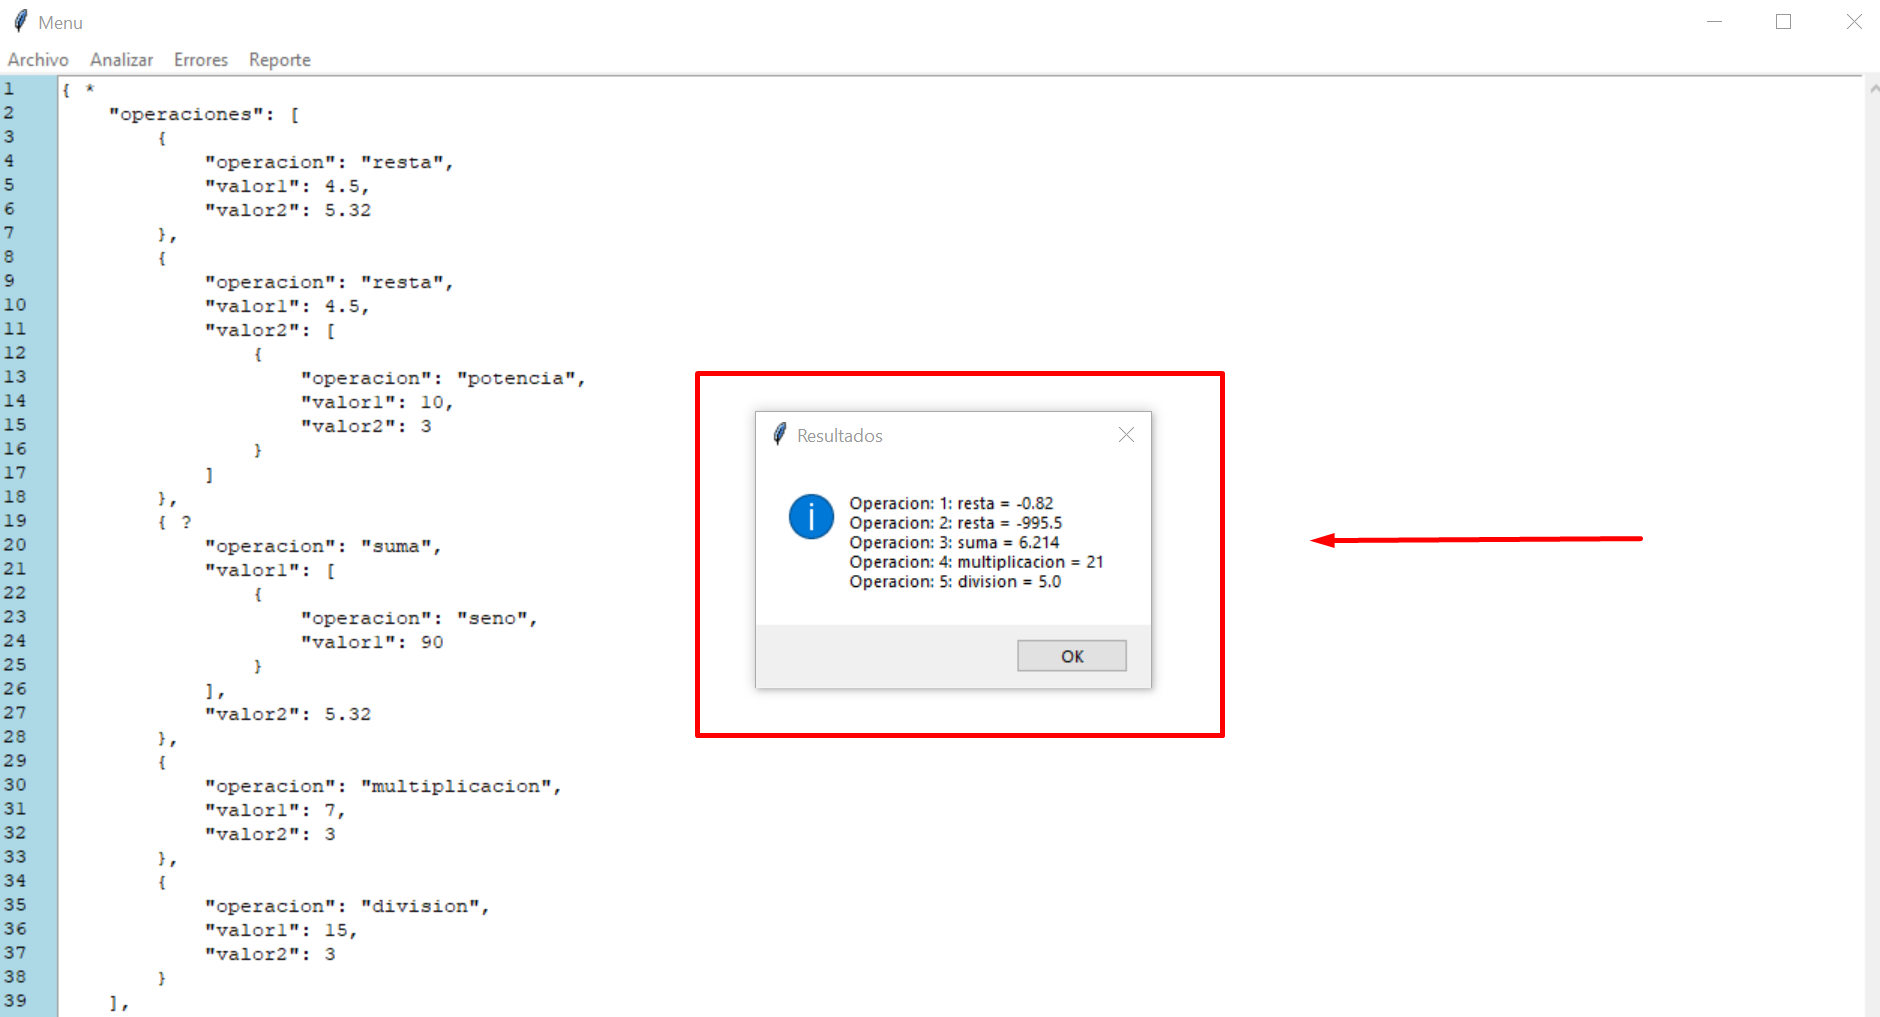 Menu
Archivo Analizar Errores Reporte
1 { *
2 "operaciones": [
3 {
4 "operacion": "resta",
5 "valor1": 4.5,
6 "valor2": 5.32
7 },
8 {
9 "operacion": "resta",
10 "valor1": 4.5,
11 "valor2": [
12 {
13 "operacion": "potencia",
14 "valor1": 10,
15 "valor2": 3
16 }
17 ]
18 },
19 { ?
20 "operacion": "suma",
21 "valor1": [
22 {
23 "operacion": "seno",
24 "valor1": 90
25 }
26 ],
27 "valor2": 5.32
28 },
29 {
30 "operacion": "multiplicacion",
31 "valor1": 7,
32 "valor2": 3
33 },
34 {
35 "operacion": "division",
36 "valor1": 15,
37 "valor2": 3
38 }
39 ],
Resultados
Operacion: 1: resta = -0.82
Operacion: 2: resta = -995.5
Operacion: 3: suma = 6.214
Operacion: 4: multiplicacion = 21
Operacion: 5: division = 5.0
OK